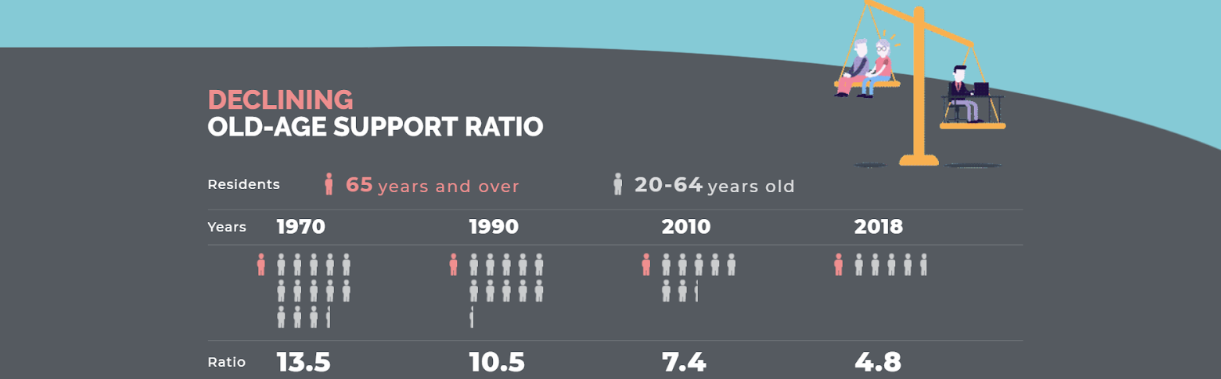 DECLINING
OLD-AGE SUPPORT RATIO
Residents 65 years and over 20-64 years old
Years 1970 1990 2010 2018
Ratio 13.5 10.5 7.4 4.8